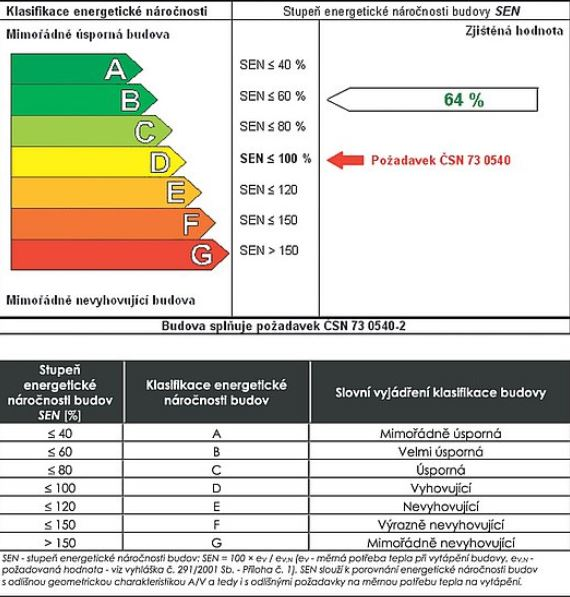 Klasifikace energetické náročnosti
Stupeň energetické náročnosti budovy SEN
Mimořádné úsporná budova
Zjištěná hodnota
A SEN ≤ 40 %
B SEN ≤ 60 % 64 %
C SEN ≤ 80 %
D SEN ≤ 100 % Požadavek ČSN 73 0540
E SEN ≤ 120
F SEN ≤ 150
G SEN > 150
Mimořádné nevyhovující budova
Budova splňuje požadavek ČSN 73 0540-2
Stupeň energetické náročnosti budov SEN [%]
Klasifikace energetické náročnosti budov
Slovní vyjádření klasifikace budovy
≤ 40 A Mimořádně úsporná
≤ 60 B Velmi úsporná
≤ 80 C Úsporná
≤ 100 D Vyhovující
≤ 120 E Nevyhovující
≤ 150 F Výrazně nevyhovující
> 150 G Mimořádně nevyhovující
SEN - stupeň energetické náročnosti budov: SEN = 100 × eV / eV,N [eV - měrná potřeba tepla při vytápění budovy, eV,N -
požadovaná hodnota - viz vyhláška č. 291/2001 Sb. - Příloha č. 1]. SEN slouží k porovnání energetické náročnosti budov
s odlišnou geometrickou charakteristikou A/V a tedy i s odlišnými požadavky na měrnou potřebu tepla na vytápění.